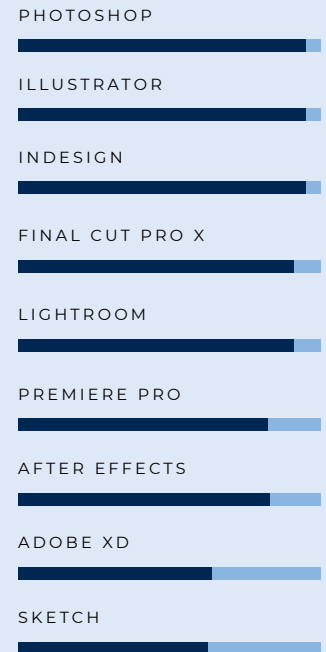 PHOTOSHOP
ILLUSTRATOR
INDESIGN
FINAL CUT PRO X
LIGHTROOM
PREMIERE PRO
AFTER EFFECTS
ADOBE XD
SKETCH